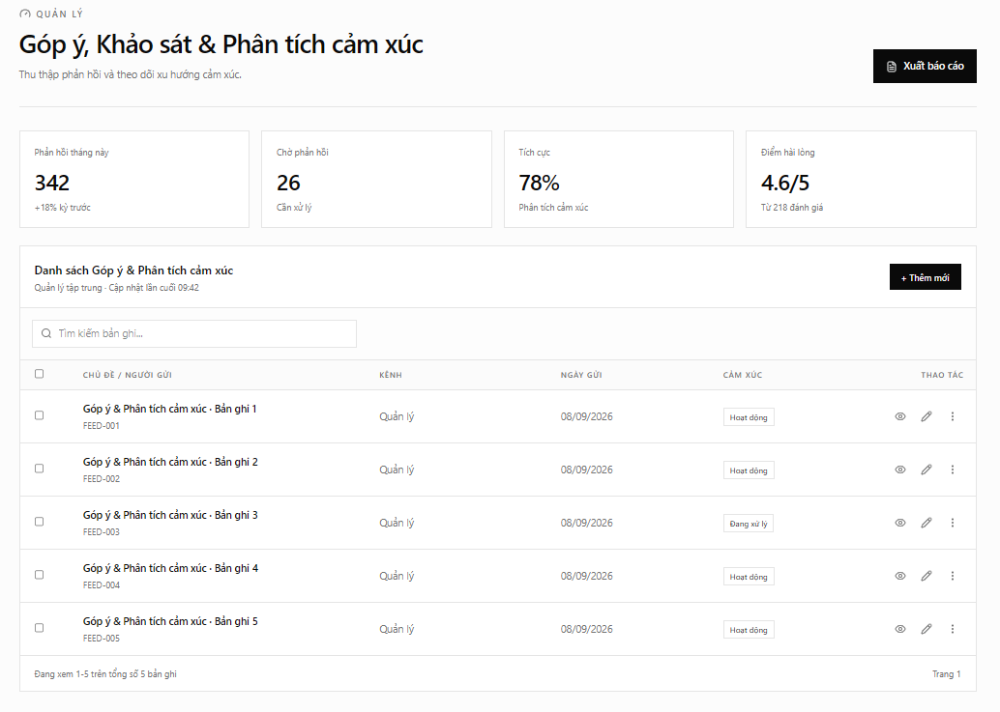 QUẢN LÝ
Góp ý, Khảo sát & Phân tích cảm xúc
Thu thập phản hồi và theo dõi xu hướng cảm xúc.
Xuất báo cáo
Phản hồi tháng này
342
+18% kỳ trước
Chờ phản hồi
26
Cần xử lý
Tích cực
78%
Phân tích cảm xúc
Điểm hài lòng
4.6/5
Từ 218 đánh giá
Danh sách Góp ý & Phân tích cảm xúc
Quản lý tập trung · Cập nhật lần cuối 09:42
+ Thêm mới
Tìm kiếm bản ghi...
CHỦ ĐỀ / NGƯỜI GỬI KÊNH NGÀY GỬI CẢM XÚC THAO TÁC
Góp ý & Phân tích cảm xúc · Bản ghi 1
FEED-001
Quản lý 08/09/2026 Hoạt động
Góp ý & Phân tích cảm xúc · Bản ghi 2
FEED-002
Quản lý 08/09/2026 Hoạt động
Góp ý & Phân tích cảm xúc · Bản ghi 3
FEED-003
Quản lý 08/09/2026 Đang xử lý
Góp ý & Phân tích cảm xúc · Bản ghi 4
FEED-004
Quản lý 08/09/2026 Hoạt động
Góp ý & Phân tích cảm xúc · Bản ghi 5
FEED-005
Quản lý 08/09/2026 Hoạt động
Đang xem 1-5 trên tổng số 5 bản ghi
Trang 1